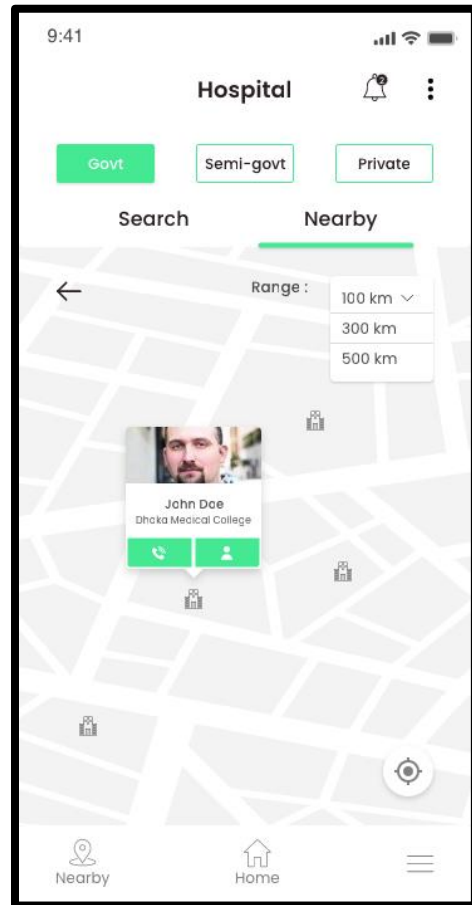 9:41
Hospital
2
Govt Semi-govt Private
Search Nearby
Range : 100 km
300 km
500 km
John Doe
Dhaka Medical College
Nearby Home